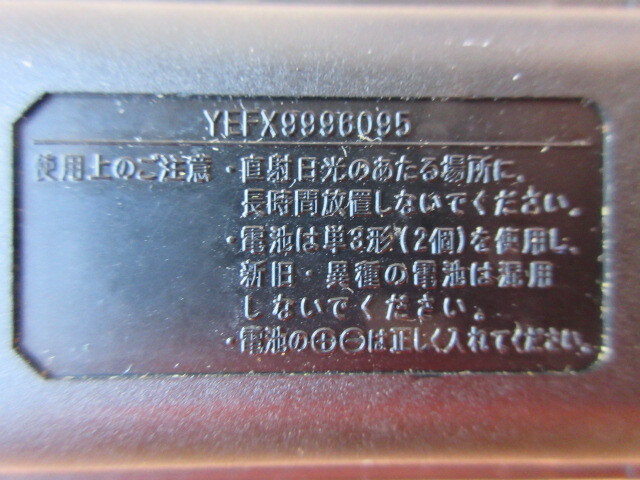 YEFX9996095
使用上のご注意・直射日光のあたる場所に、
長時間放置しないでください。
・電池は単3形(2個)を使用し、
新旧・異種の電池は混用
しないでください。
・電池の⊕⊖は正しく入れてください。